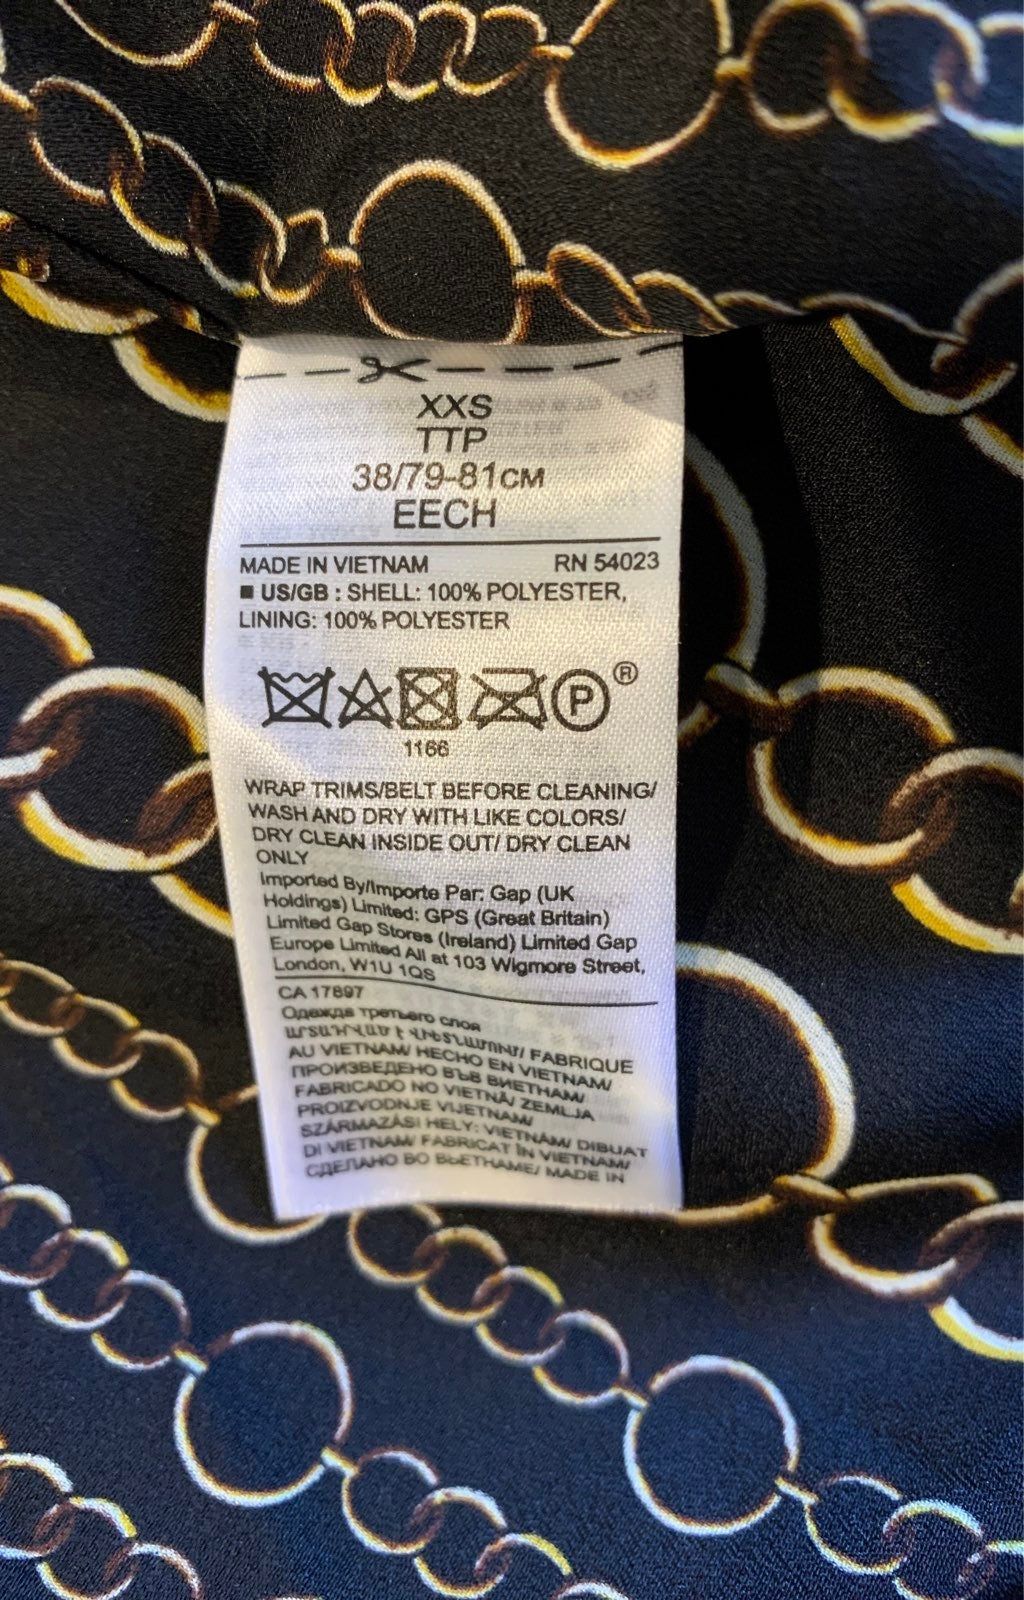 XXS
TTP
38/79-81CM
EECH
MADE IN VIETNAM RN 54023
■ US/GB : SHELL: 100% POLYESTER,
LINING: 100% POLYESTER
P ®
1166
WRAP TRIMS/BELT BEFORE CLEANING/
WASH AND DRY WITH LIKE COLORS/
DRY CLEAN INSIDE OUT/ DRY CLEAN
ONLY
Imported By/Importe Par: Gap (UK
Holdings) Limited: GPS (Great Britain)
Limited Gap Stores (Ireland) Limited Gap
Europe Limited All at 103 Wigmore Street,
London, W1U 1QS
CA 17897
Одежда третьего слоя
/ FABRIQUE
AU VIETNAM/ HECHO EN VIETNAM/
ПРОИЗВЕДЕНО ВЪВ ВИЕТНАМ/
FABRICADO NO VIETNÃ/ ZEMLJA
PROIZVODNJE VIJETNAM/
SZÁRMAZÁSI HELY: VIETNÁM/ DIBUAT
DI VIETNAM/ FABRICAT ÎN VIETNAM/
СДЕЛАНО ВО ВЬЕТНАМЕ/ MADE IN